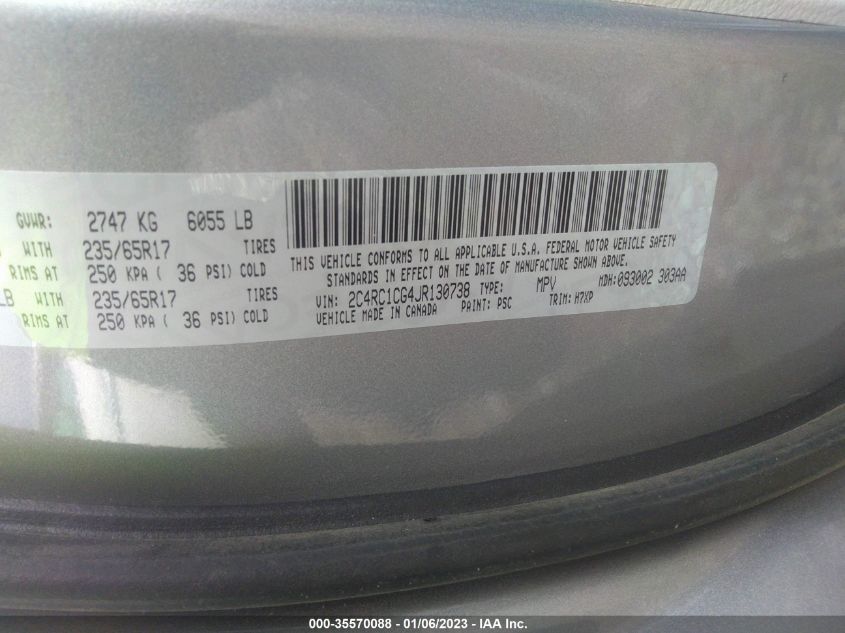 GVWR: 2747 KG 6055 LB
WITH 235/65R17 TIRES
RIMS AT 250 KPA ( 36 PSI) COLD
LB WITH 235/65R17 TIRES
RIMS AT 250 KPA ( 36 PSI) COLD
THIS VEHICLE CONFORMS TO ALL APPLICABLE U.S.A. FEDERAL MOTOR VEHICLE SAFETY
STANDARDS IN EFFECT ON THE DATE OF MANUFACTURE SHOWN ABOVE.
VIN: 2C4RC1CG4JR130738 TYPE: MPV MDH: 093002 303AA
VEHICLE MADE IN CANADA PAINT: PSC TRIM: H7XP
000-35570088 - 01/06/2023 - IAA Inc.